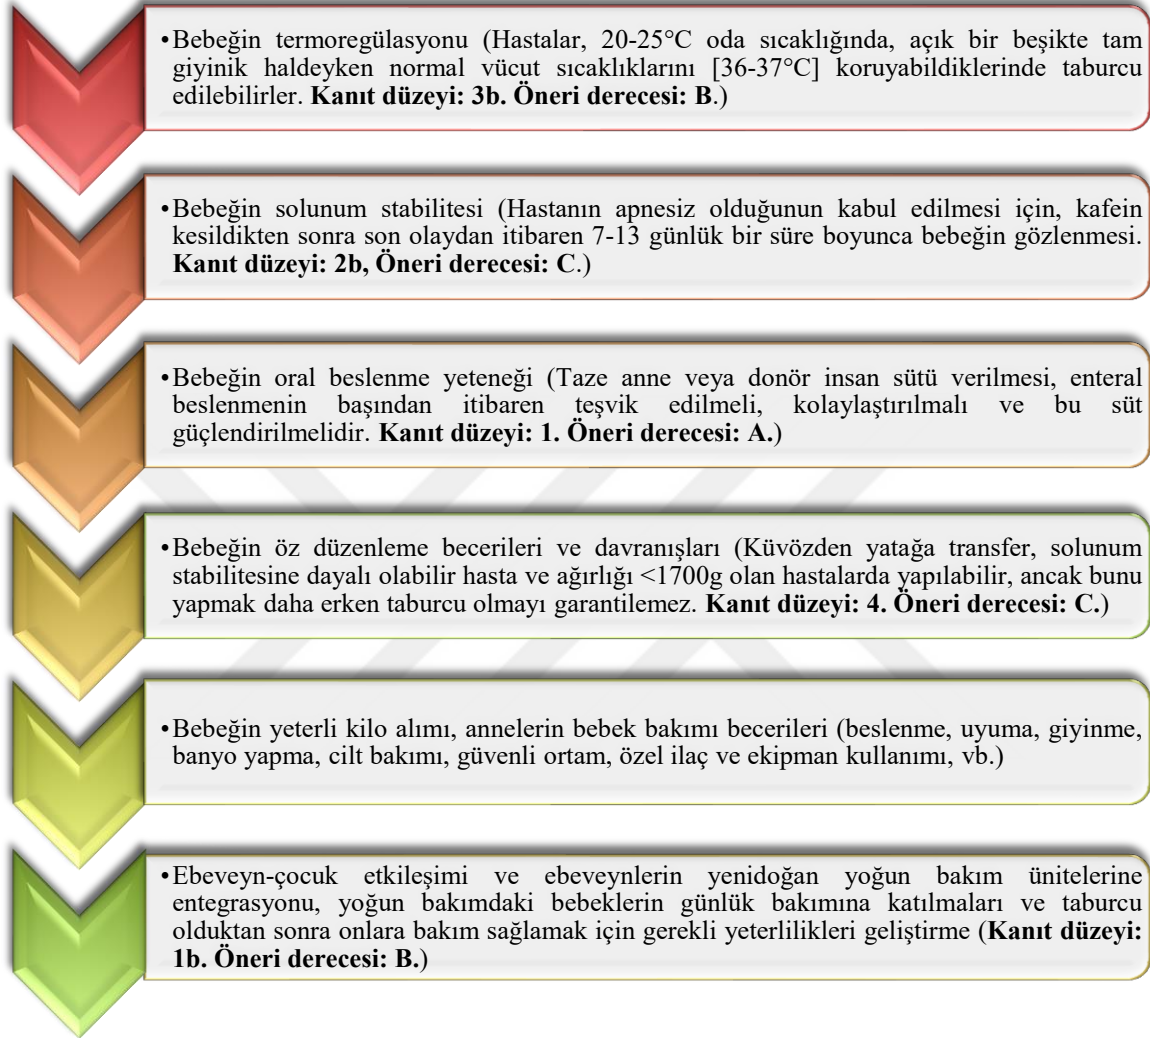 •Bebeğin termoregülasyonu (Hastalar, 20-25°C oda sıcaklığında, açık bir beşikte tam
giyinik haldeyken normal vücut sıcaklıklarını [36-37°C] koruyabildiklerinde taburcu
edilebilirler. Kanıt düzeyi: 3b. Öneri derecesi: B.)
•Bebeğin solunum stabilitesi (Hastanın apnesiz olduğunun kabul edilmesi için, kafein
kesildikten sonra son olaydan itibaren 7-13 günlük bir süre boyunca bebeğin gözlenmesi.
Kanıt düzeyi: 2b, Öneri derecesi: C.)
•Bebeğin oral beslenme yeteneği (Taze anne veya donör insan sütü verilmesi, enteral
beslenmenin başından itibaren teşvik edilmeli, kolaylaştırılmalı ve bu süt
güçlendirilmelidir. Kanıt düzeyi: 1. Öneri derecesi: A.)
•Bebeğin öz düzenleme becerileri ve davranışları (Küvözden yatağa transfer, solunum
stabilitesine dayalı olabilir hasta ve ağırlığı <1700g olan hastalarda yapılabilir, ancak bunu
yapmak daha erken taburcu olmayı garantilemez. Kanıt düzeyi: 4. Öneri derecesi: C.)
•Bebeğin yeterli kilo alımı, annelerin bebek bakımı becerileri (beslenme, uyuma, giyinme,
banyo yapma, cilt bakımı, güvenli ortam, özel ilaç ve ekipman kullanımı, vb.)
•Ebeveyn-çocuk etkileşimi ve ebeveynlerin yenidoğan yoğun bakım ünitelerine
entegrasyonu, yoğun bakımdaki bebeklerin günlük bakımına katılmaları ve taburcu
olduktan sonra onlara bakım sağlamak için gerekli yeterlilikleri geliştirme (Kanıt düzeyi:
1b. Öneri derecesi: B.)